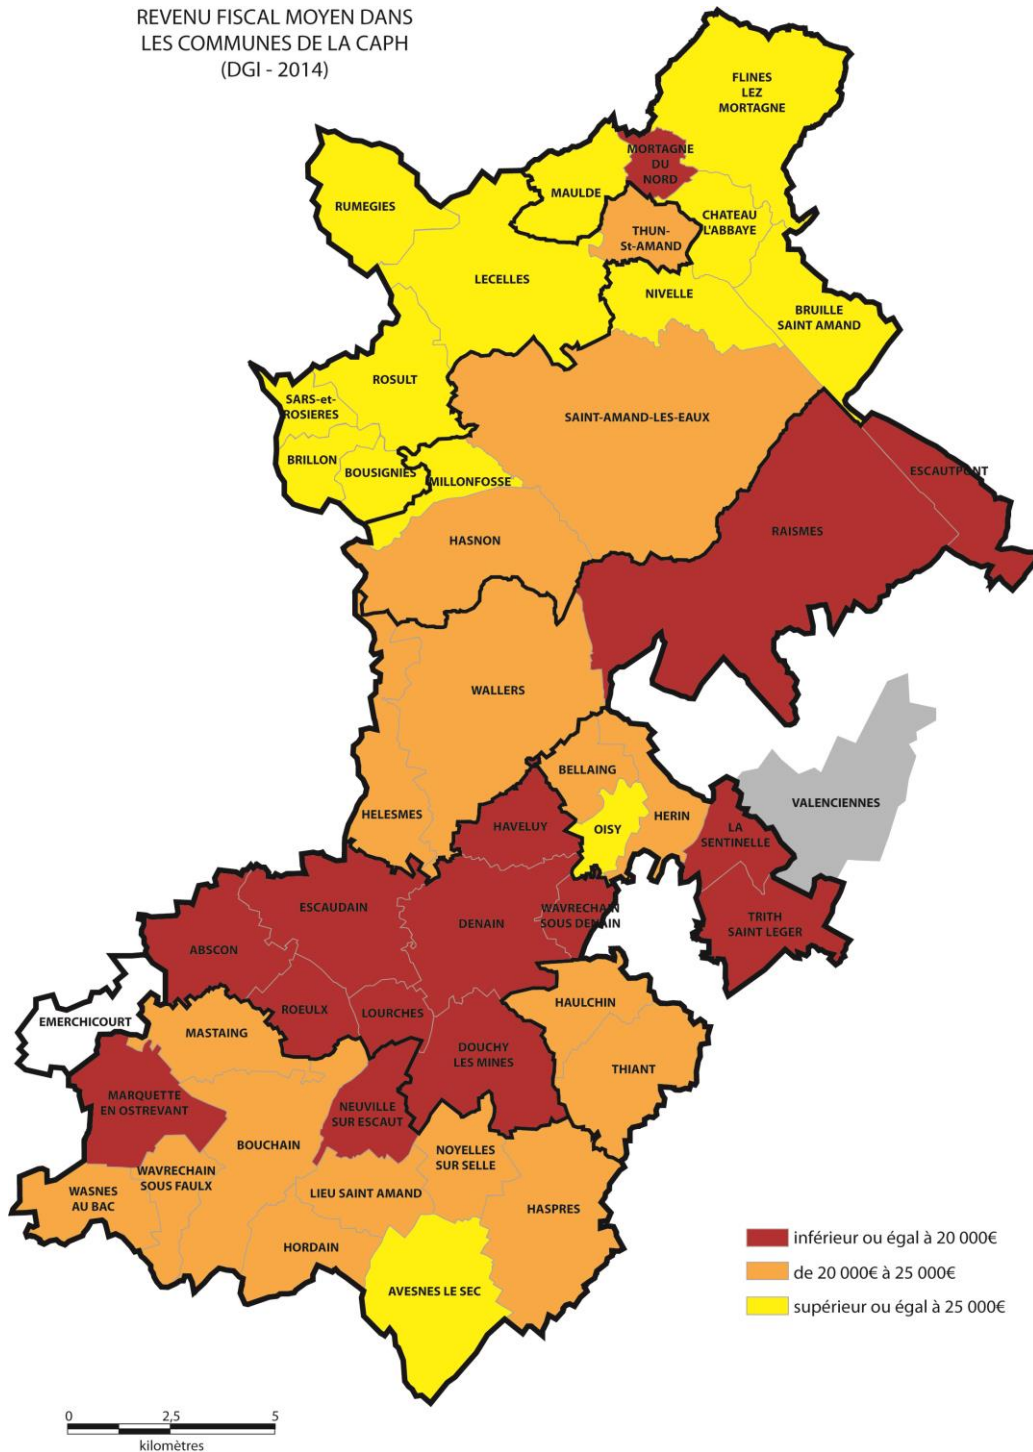 REVENU FISCAL MOYEN DANS
LES COMMUNES DE LA CAPH
(DGI - 2014)
FLINES
LEZ
MORTAGNE
MORTAGNE
DU
NORD
MAULDE
RUMEGIES
CHATEAU
L'ABBAYE
THUN-
St-AMAND
LECELLES
NIVELLE
BRUILLE
SAINT AMAND
ROSULT
SARS-et-
ROSIERES
SAINT-AMAND-LES-EAUX
BRILLON
BOUSIGNIES
MILLONFOSSE
ESCAUTPONT
RAISMES
HASNON
WALLERS
BELLAING
VALENCIENNES
HELESMES
HERIN
HAVELUY
OISY
LA
SENTINELLE
ESCAUDAIN
DENAIN
WAVRECHAIN
SOUS DENAIN
TRITH
SAINT LEGER
ABSCON
HAULCHIN
ROEULX
LOURCHES
EMERCHICOURT
MASTAING
DOUCHY
LES MINES
THIANT
MARQUETTE
EN OSTREVANT
NEUVILLE
SUR ESCAUT
BOUCHAIN
NOYELLES
SUR SELLE
WAVRECHAIN
SOUS FAULX
WASNES
AU BAC
LIEU SAINT AMAND
HASPRES
HORDAIN
AVESNES LE SEC
inférieur ou égal à 20 000€
de 20 000€ à 25 000€
supérieur ou égal à 25 000€
0 2,5 5
kilomètres